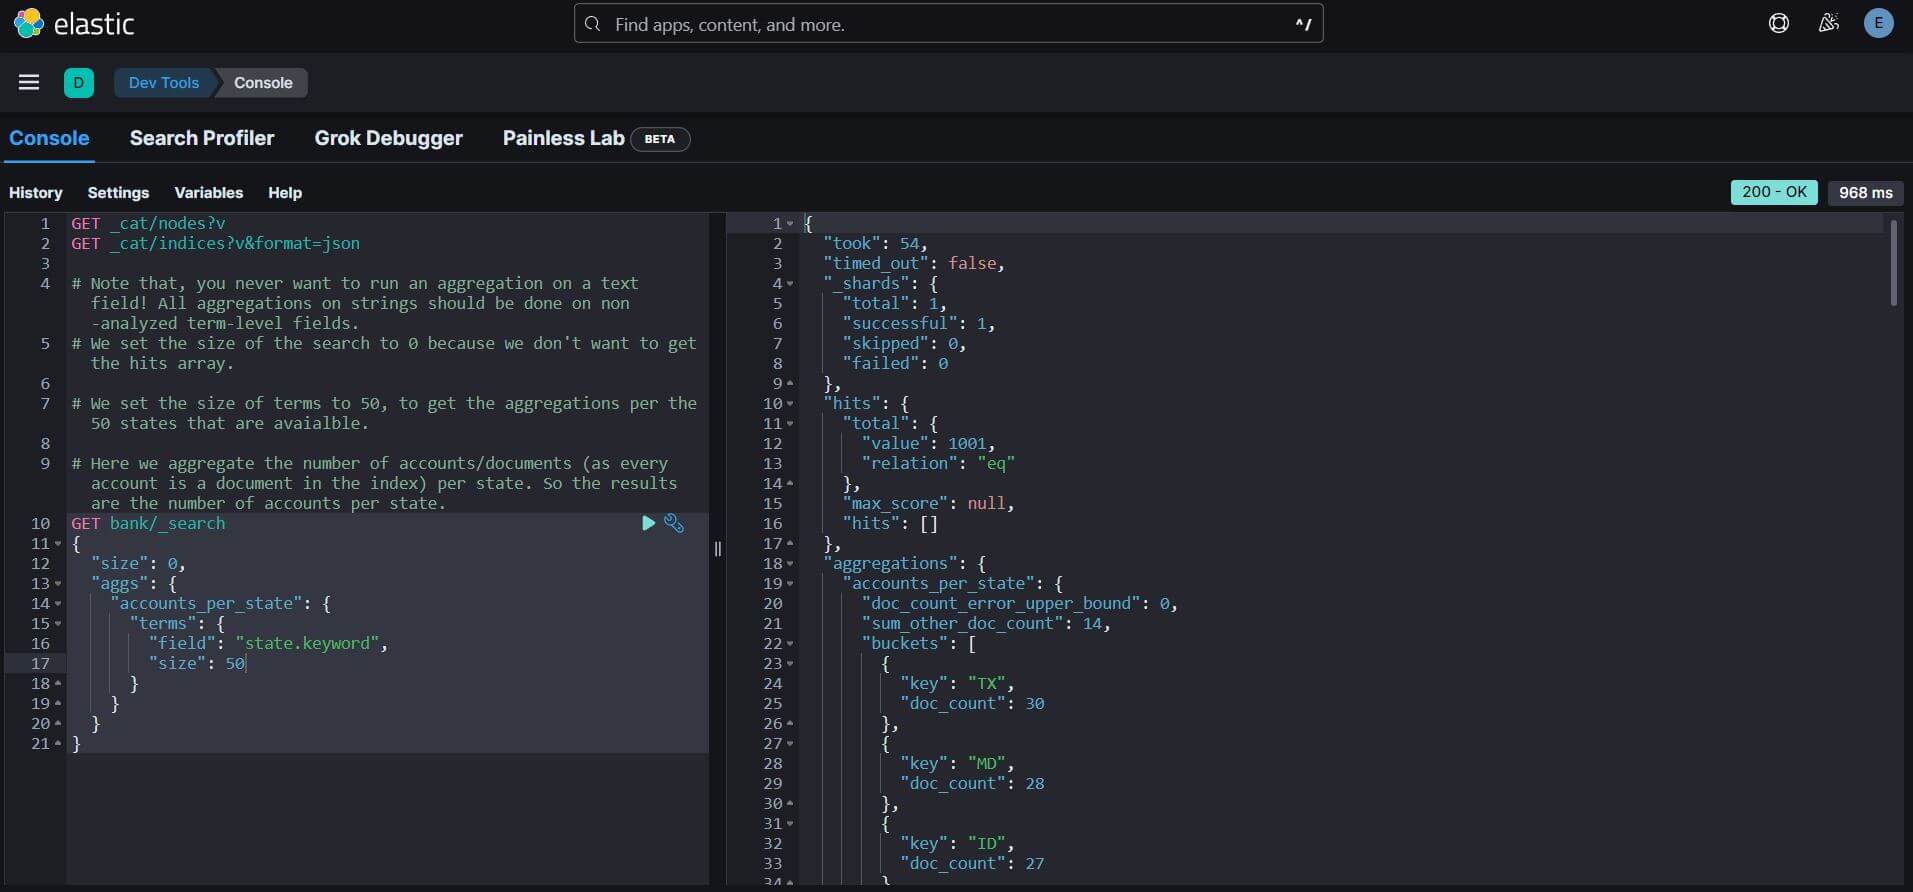 elastic
Find apps, content, and more.
^/
E
D
Dev Tools
Console
Console
Search Profiler
Grok Debugger
Painless Lab
BETA
History
Settings
Variables
Help
200 - OK
968 ms
1 GET _cat/nodes?v
2 GET _cat/indices?v&format=json
3
4 # Note that, you never want to run an aggregation on a text
field! All aggregations on strings should be done on non
-analyzed term-level fields.
5 # We set the size of the search to 0 because we don't want to get
the hits array.
6
7 # We set the size of terms to 50, to get the aggregations per the
50 states that are avaialble.
8
9 # Here we aggregate the number of accounts/documents (as every
account is a document in the index) per state. So the results
are the number of accounts per state.
10 GET bank/_search
11 {
12 "size": 0,
13 "aggs": {
14 "accounts_per_state": {
15 "terms": {
16 "field": "state.keyword",
17 "size": 50
18 }
19 }
20 }
21 }
1 {
2 "took": 54,
3 "timed_out": false,
4 "_shards": {
5 "total": 1,
6 "successful": 1,
7 "skipped": 0,
8 "failed": 0
9 },
10 "hits": {
11 "total": {
12 "value": 1001,
13 "relation": "eq"
14 },
15 "max_score": null,
16 "hits": []
17 },
18 "aggregations": {
19 "accounts_per_state": {
20 "doc_count_error_upper_bound": 0,
21 "sum_other_doc_count": 14,
22 "buckets": [
23 {
24 "key": "TX",
25 "doc_count": 30
26 },
27 {
28 "key": "MD",
29 "doc_count": 28
30 },
31 {
32 "key": "ID",
33 "doc_count": 27
34 }